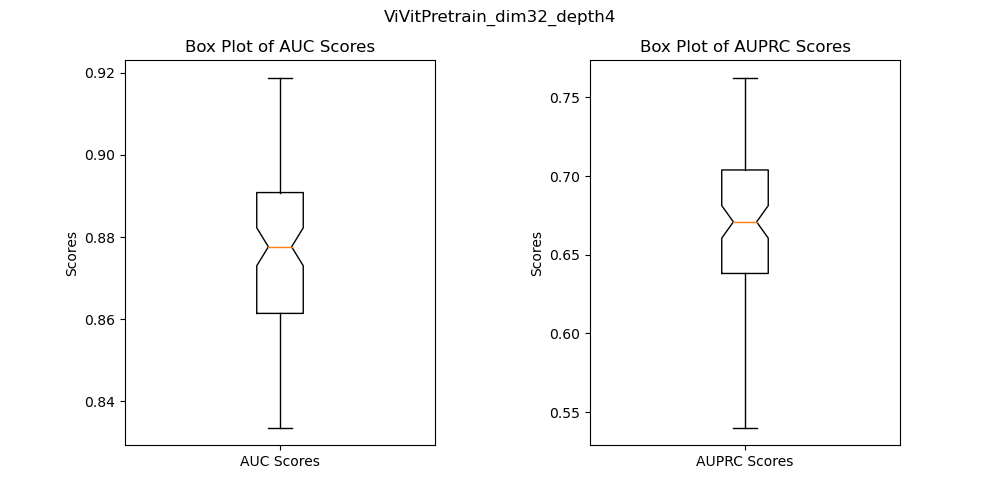 ViVitPretrain_dim32_depth4
Box Plot of AUC Scores
0.92
0.90
0.88
0.86
0.84
Scores
AUC Scores
Box Plot of AUPRC Scores
0.75
0.70
0.65
0.60
0.55
Scores
AUPRC Scores